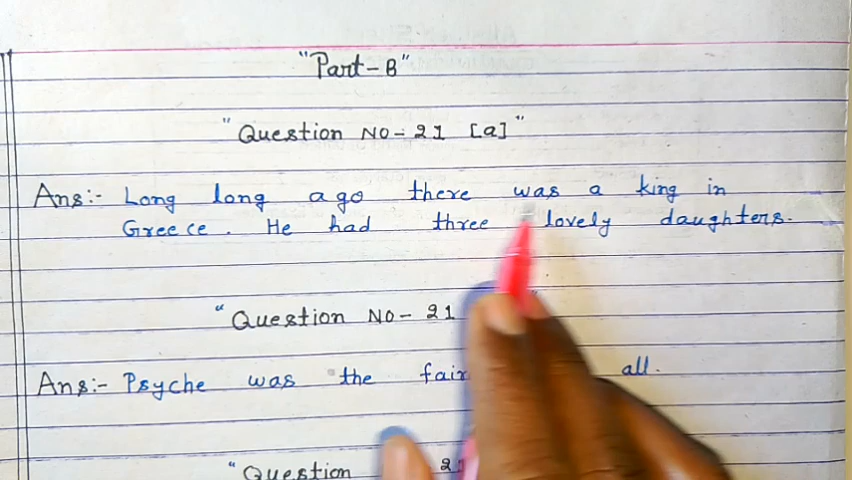 "Part-B"
"Question No- 21 [a]"
Ans:- Long long ago there was a king in
Greece. He had three lovely daughters.
"Question No- 21
Ans:- Psyche was the all.
"Question